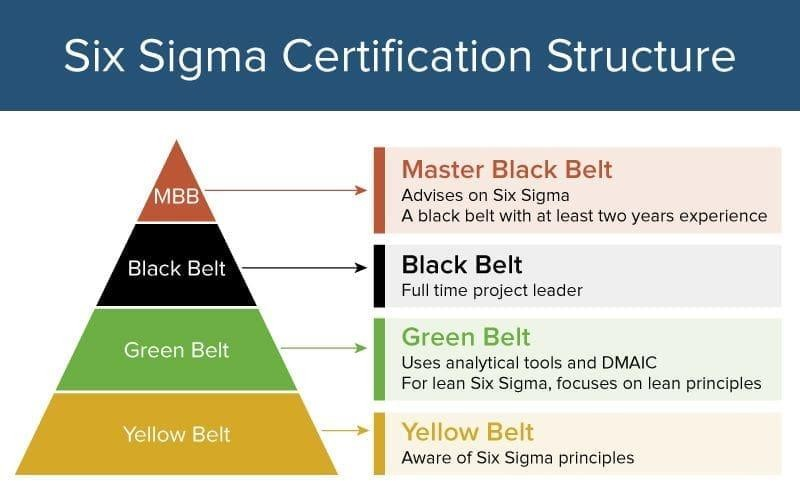 Six Sigma Certification Structure
MBB
Master Black Belt
Advises on Six Sigma
A black belt with at least two years experience
Black Belt
Black Belt
Full time project leader
Green Belt
Green Belt
Uses analytical tools and DMAIC
For lean Six Sigma, focuses on lean principles
Yellow Belt
Yellow Belt
Aware of Six Sigma principles